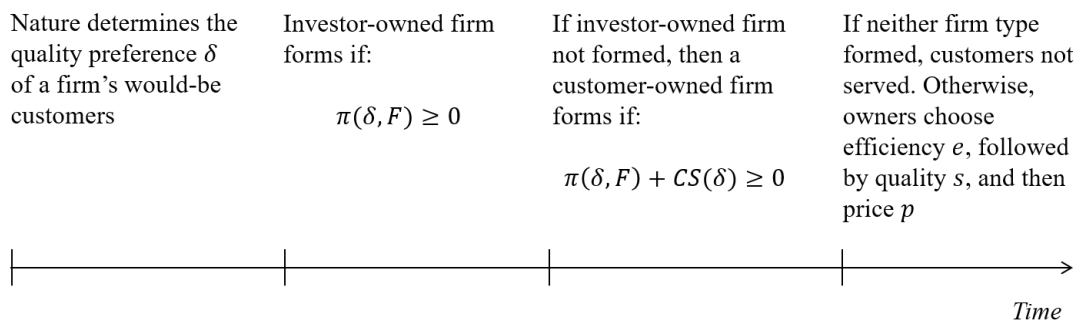 Nature determines the
quality preference δ
of a firm's would-be
customers
Investor-owned firm
forms if:
π(δ, F) ≥ 0
If investor-owned firm
not formed, then a
customer-owned firm
forms if:
π(δ, F) + CS(δ) ≥ 0
If neither firm type
formed, customers not
served. Otherwise,
owners choose
efficiency e, followed
by quality s, and then
price p
Time